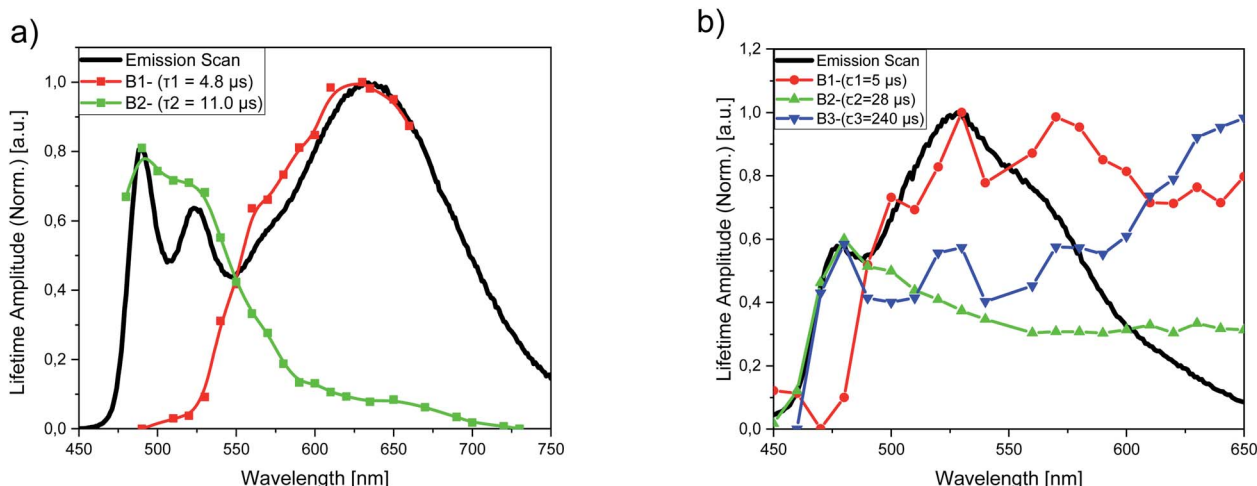 a)
Emission Scan
B1- (τ1 = 4.8 µs)
B2- (τ2 = 11.0 µs)
Lifetime Amplitude (Norm.) [a.u.]
1,0
0,8
0,6
0,4
0,2
0,0
450 500 550 600 650 700 750
Wavelength [nm]
b)
Emission Scan
B1-(τ1=5 µs)
B2-(τ2=28 µs)
B3-(τ3=240 µs)
Lifetime Amplitude (Norm.) [a.u.]
1,2
1,0
0,8
0,6
0,4
0,2
0,0
450 500 550 600 650
Wavelength [nm]